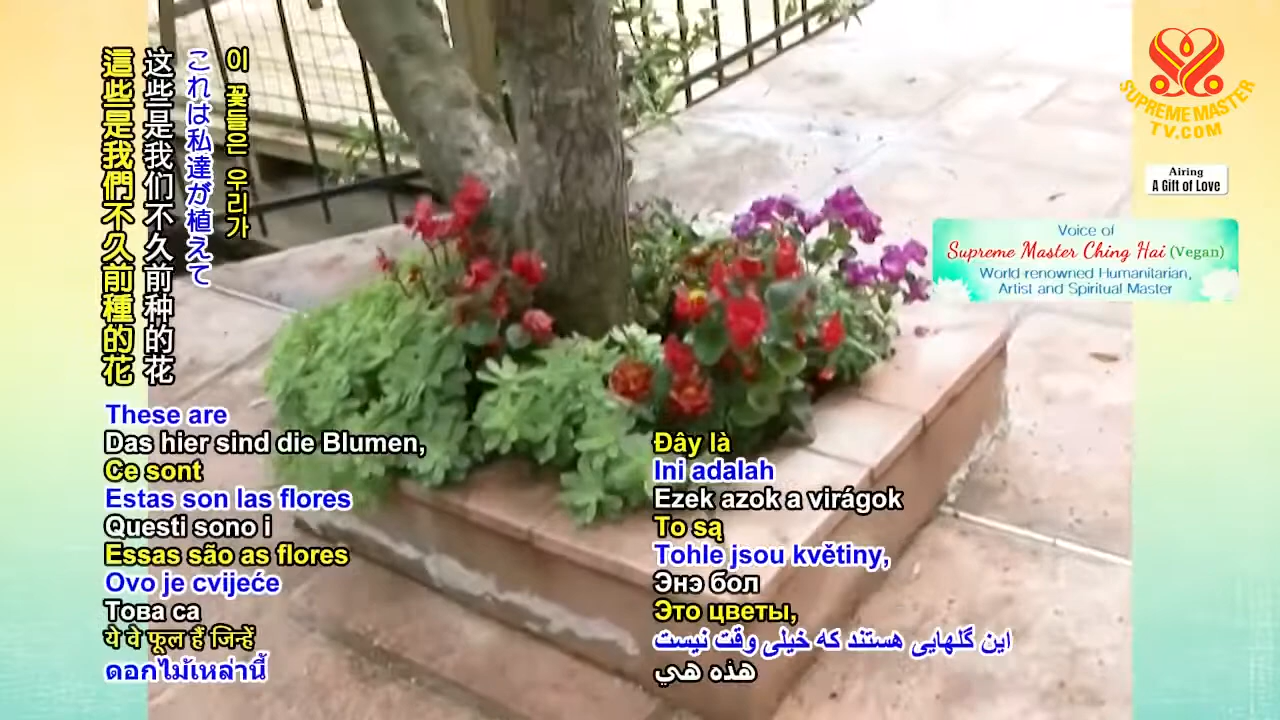 這些是我們不久前種的花
这些是我们不久前种的花
これは私達が植えて
이 꽃들은 우리가
These are
Das hier sind die Blumen,
Ce sont
Estas son las flores
Questi sono i
Essas são as flores
Ovo je cvijeće
Това са
ये वे फूल हैं जिन्हें
ดอกไม้เหล่านี้
Đây là
Ini adalah
Ezek azok a virágok
To są
Tohle jsou květiny,
Энэ бол
Это цветы,
این گلهایی هستند که خیلی وقت نیست
هذه هي
SUPREME MASTER
TV.COM
Airing
A Gift of Love
Voice of
Supreme Master Ching Hai (Vegan)
World renowned Humanitarian,
Artist and Spiritual Master